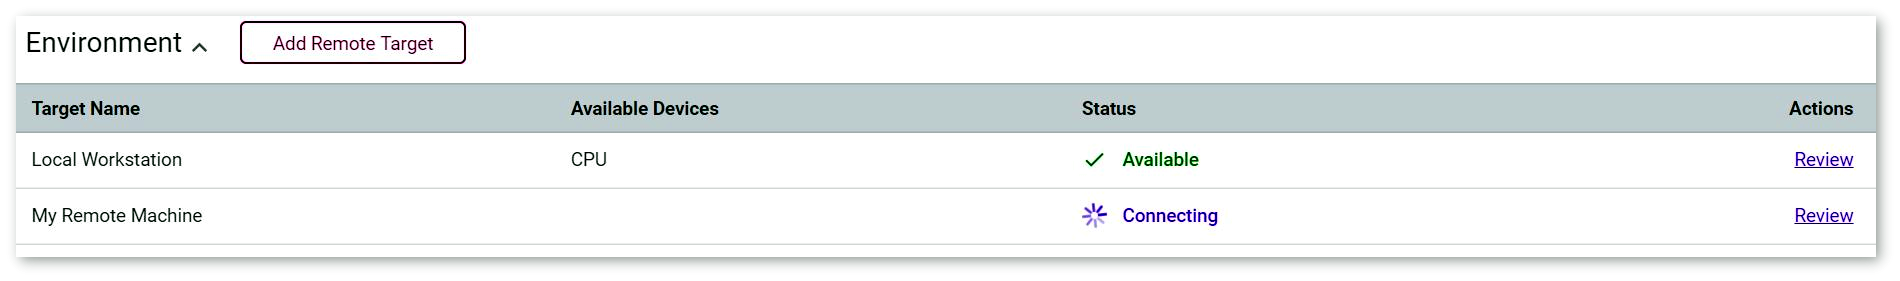 Environment
Add Remote Target
Target Name Available Devices Status Actions
Local Workstation CPU Available Review
My Remote Machine Connecting Review